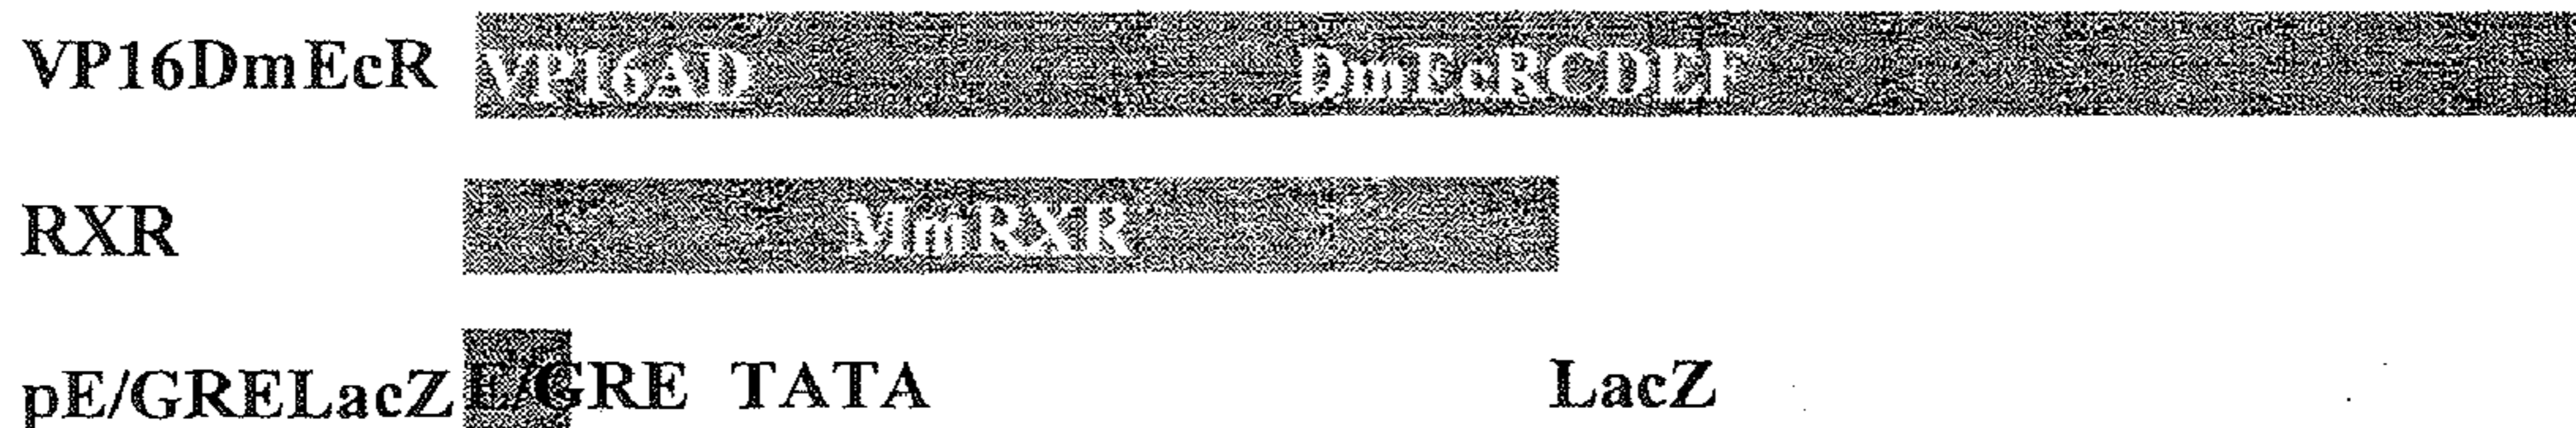 VP16DmEcR VP16AD DmEcRCDEF
RXR MmRXR
pE/GRELacZ E/GRE TATA LacZ